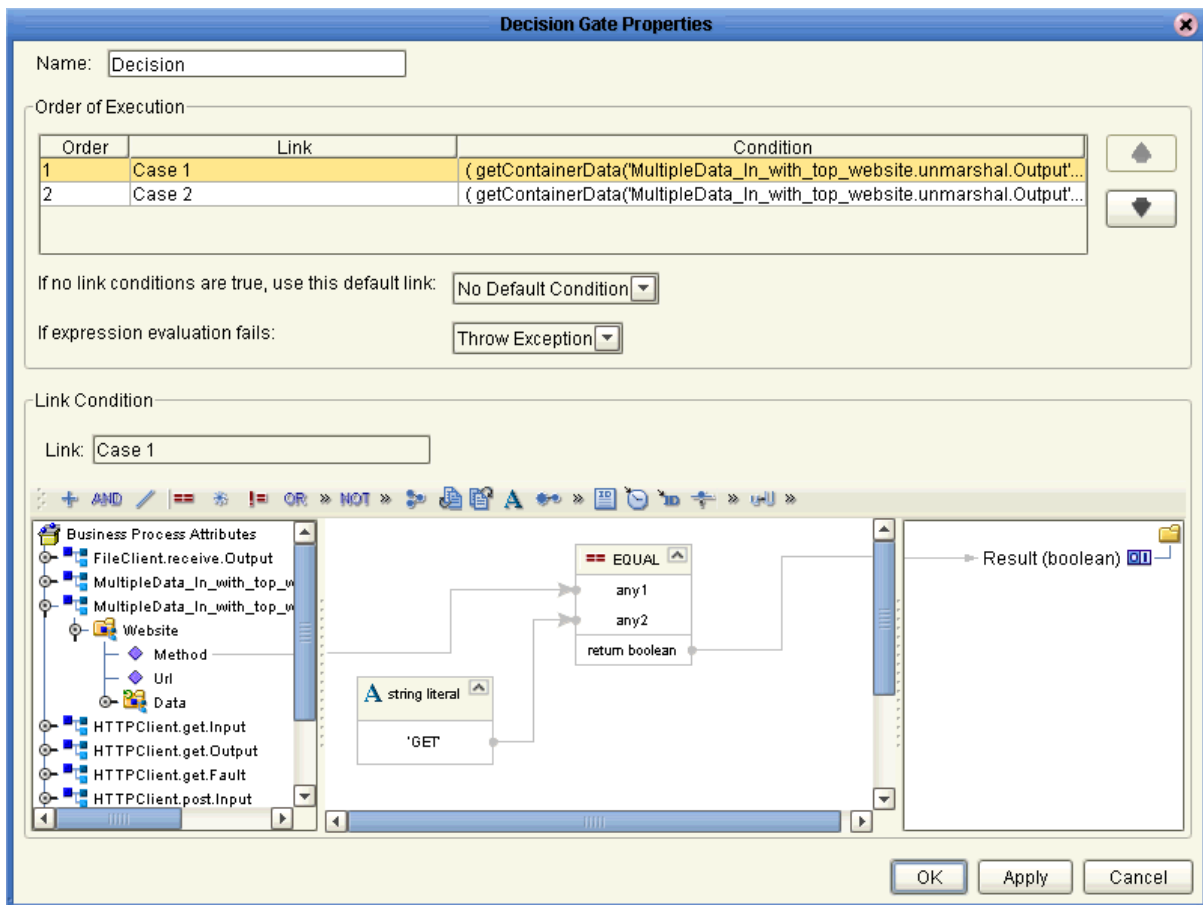 Decision Gate Properties
Name: Decision
Order of Execution
Order Link Condition
1 Case 1 ( getContainerData('MultipleData_In_with_top_website.unmarshal.Output'...
2 Case 2 ( getContainerData('MultipleData_In_with_top_website.unmarshal.Output'...
If no link conditions are true, use this default link: No Default Condition
If expression evaluation fails: Throw Exception
Link Condition
Link: Case 1
AND == != OR » NOT » A » ID ID » »
Business Process Attributes
FileClient.receive.Output
MultipleData_In_with_top_w
MultipleData_In_with_top_w
Website
Method
Url
Data
HTTPClient.get.Input
HTTPClient.get.Output
HTTPClient.get.Fault
HTTPClient.post.Input
== EQUAL
any1
any2
return boolean
A string literal
'GET'
Result (boolean)
OK Apply Cancel